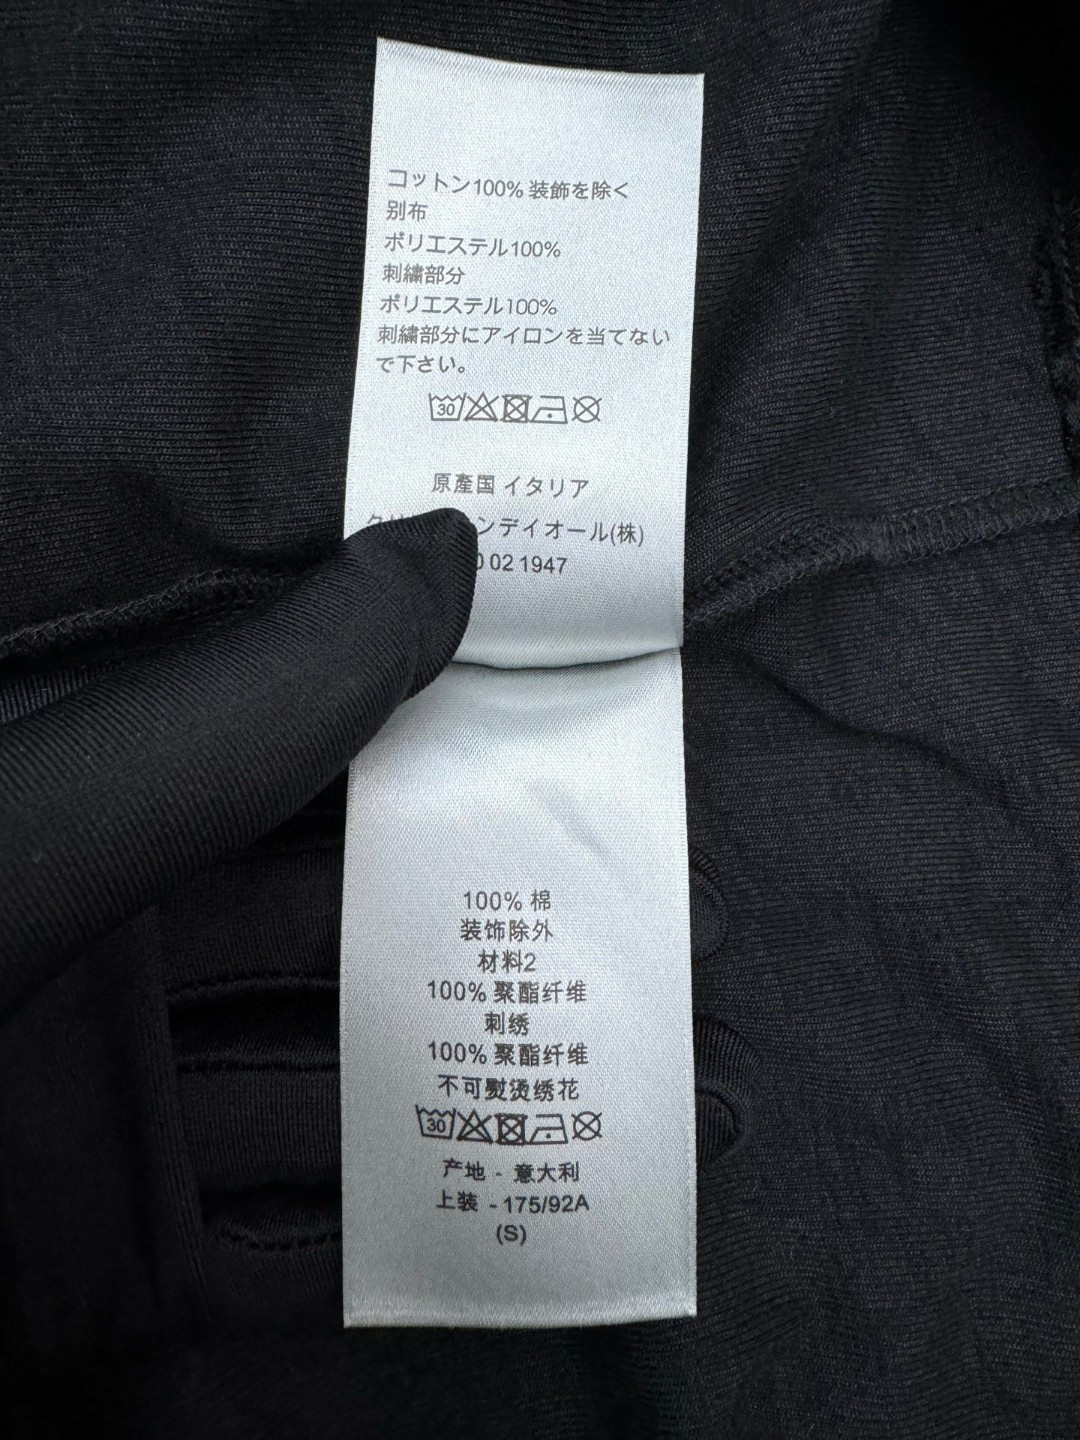 コットン100% 装飾を除く
別布
ポリエステル100%
刺繍部分
ポリエステル100%
刺繍部分にアイロンを当てない
で下さい。
30
原產国 イタリア
ンデイオール(株)
02 1947
100% 棉
装饰除外
材料2
100% 聚酯纤维
刺绣
100% 聚酯纤维
不可熨烫绣花
30
产地 - 意大利
上装 - 175/92A
(S)